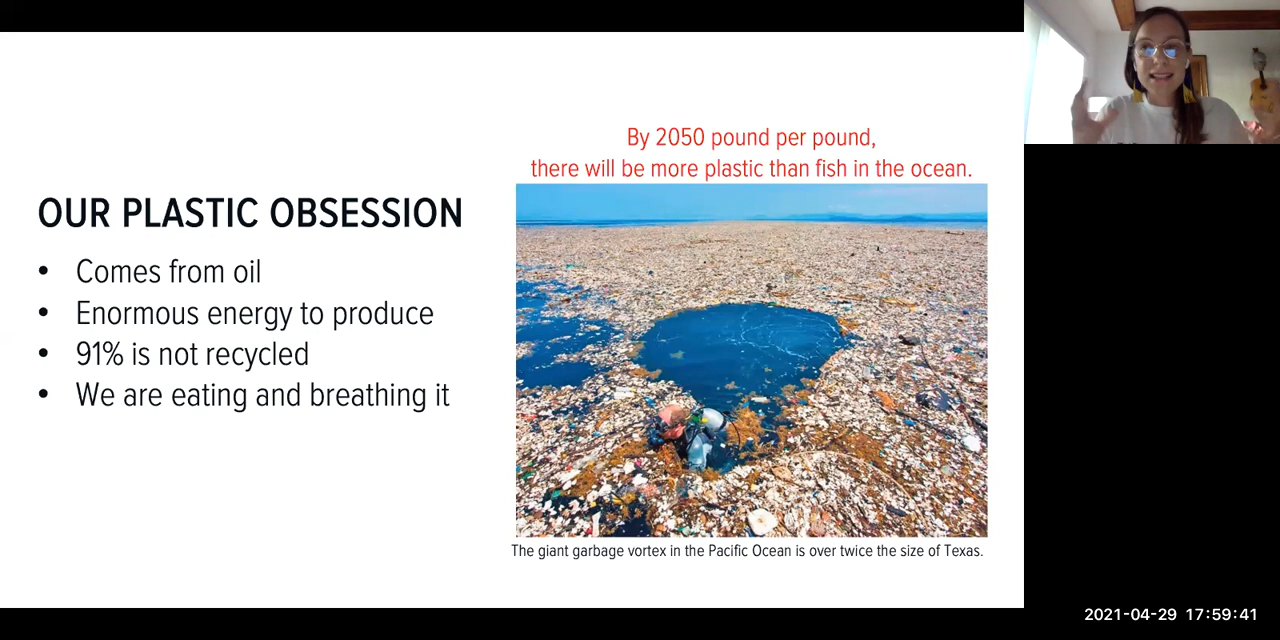 By 2050 pound per pound,
there will be more plastic than fish in the ocean.
OUR PLASTIC OBSESSION
• Comes from oil
• Enormous energy to produce
• 91% is not recycled
• We are eating and breathing it
The giant garbage vortex in the Pacific Ocean is over twice the size of Texas.
2021-04-29 17:59:41